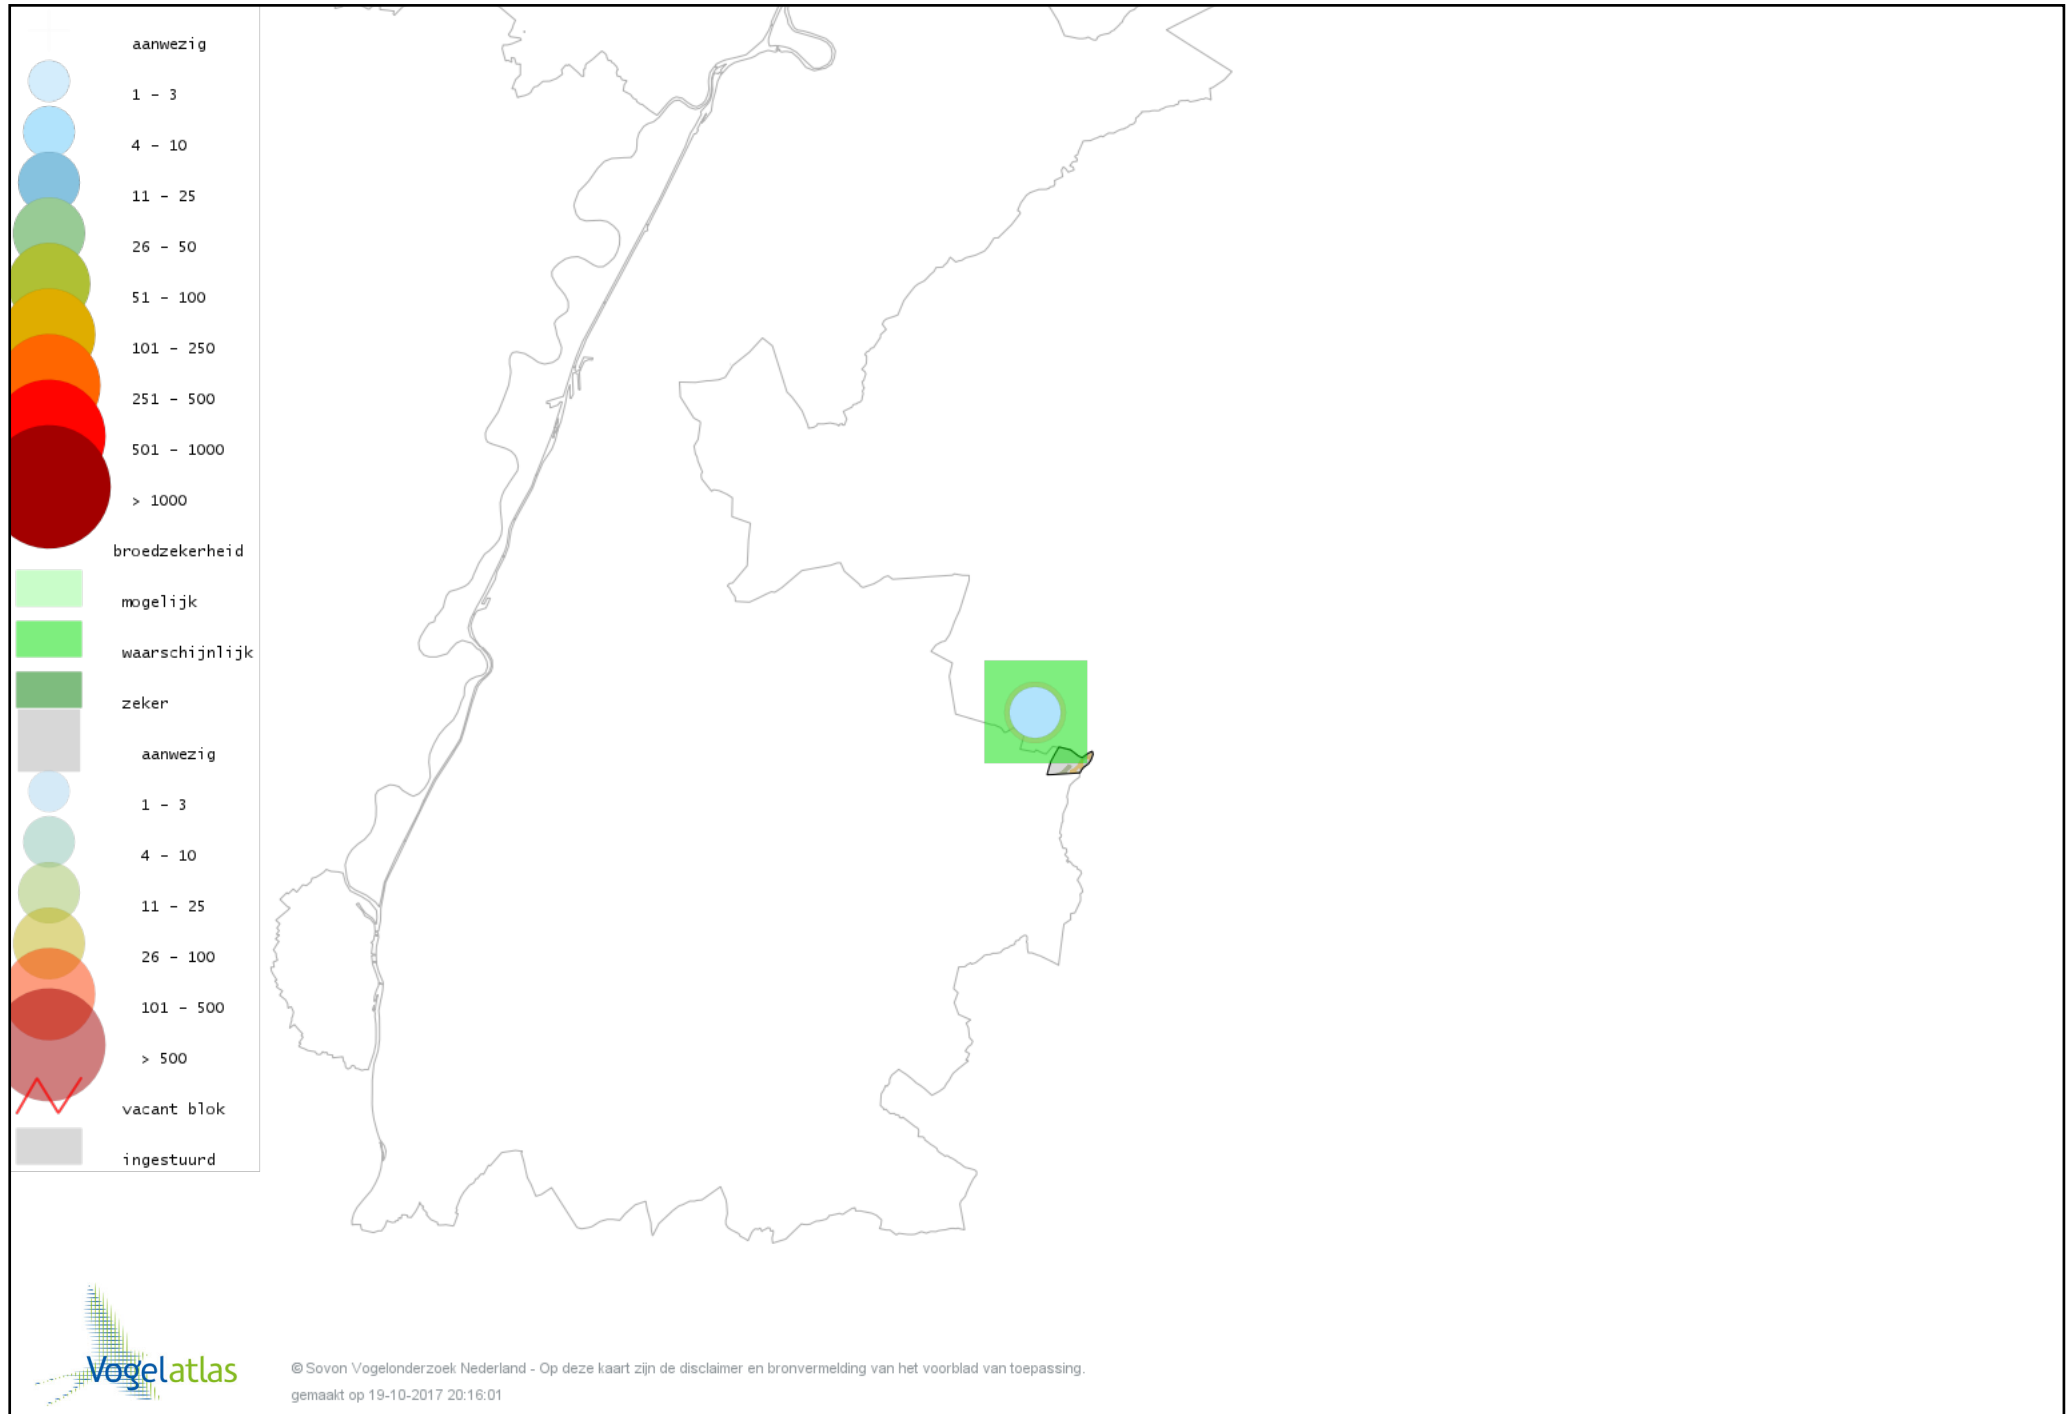 aanwezig
1 - 3
4 - 10
11 - 25
26 - 50
51 - 100
101 - 250
251 - 500
501 - 1000
> 1000
broedzekerheid
mogelijk
waarschijnlijk
zeker
aanwezig
1 - 3
4 - 10
11 - 25
26 - 100
101 - 500
> 500
vacant blok
ingestuurd
Vogelatlas
© Sovon Vogelonderzoek Nederland - Op deze kaart zijn de disclaimer en bronvermelding van het voorblad van toepassing.
gemaakt op 19-10-2017 20:16:01